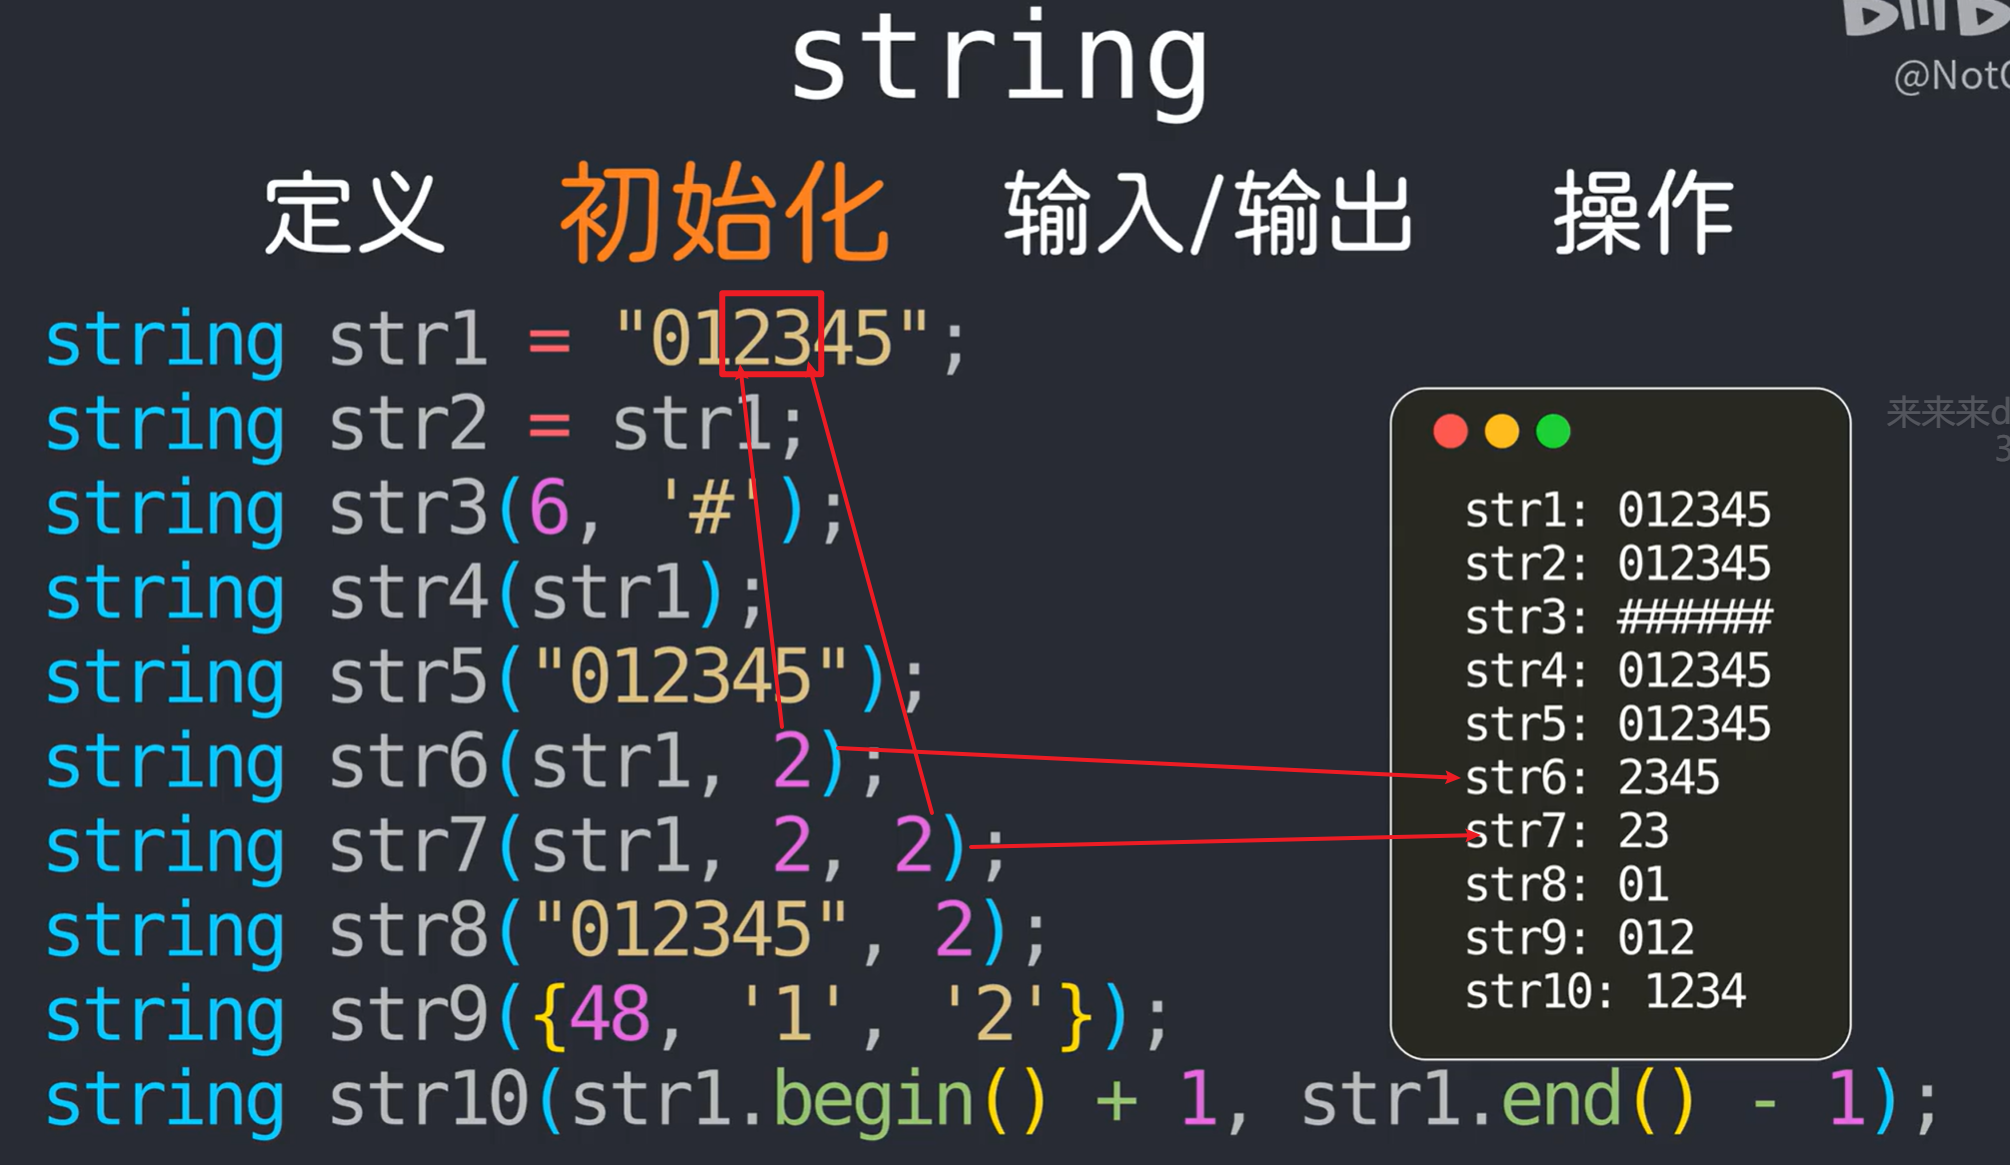 string
定义 初始化 输入/输出 操作
string str1 = "012345";
string str2 = str1;
string str3(6, '#');
string str4(str1);
string str5("012345");
string str6(str1, 2);
string str7(str1, 2, 2);
string str8("012345", 2);
string str9({48, '1', '2'});
string str10(str1.begin() + 1, str1.end() - 1);
str1: 012345
str2: 012345
str3: ######
str4: 012345
str5: 012345
str6: 2345
str7: 23
str8: 01
str9: 012
str10: 1234
来来来d
3